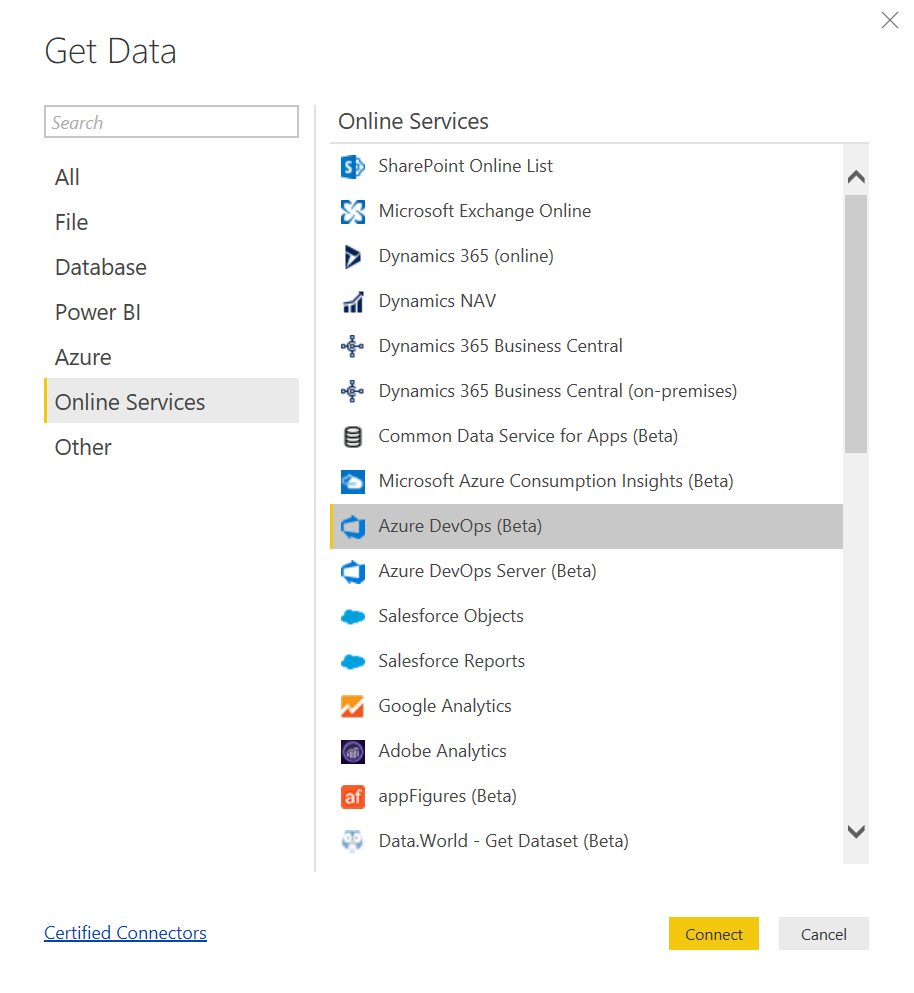 Get Data
Search
All
File
Database
Power BI
Azure
Online Services
Other
Online Services
SharePoint Online List
Microsoft Exchange Online
Dynamics 365 (online)
Dynamics NAV
Dynamics 365 Business Central
Dynamics 365 Business Central (on-premises)
Common Data Service for Apps (Beta)
Microsoft Azure Consumption Insights (Beta)
Azure DevOps (Beta)
Azure DevOps Server (Beta)
Salesforce Objects
Salesforce Reports
Google Analytics
Adobe Analytics
af appFigures (Beta)
Data.World - Get Dataset (Beta)
Certified Connectors
Connect
Cancel